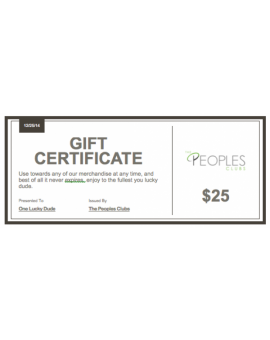 12/25/14
GIFT
CERTIFICATE
Use towards any of our merchandise at any time, and
best of all it never expires, enjoy to the fullest you lucky
dude.
Presented To
Issued By
One Lucky Dude
The Peoples Clubs
PEOPLES
CLUBS
$25